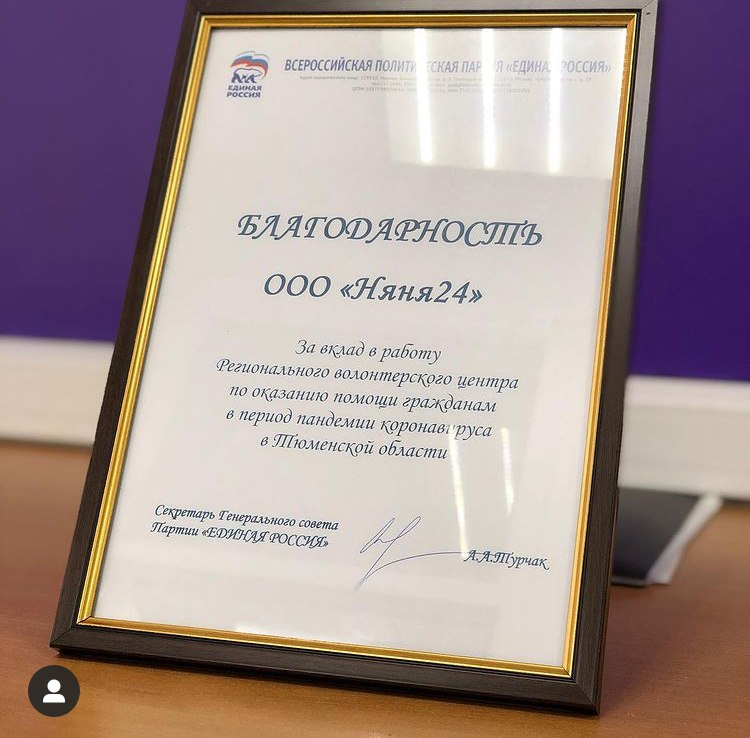 ЕДИНАЯ
РОССИЯ
ВСЕРОССИЙСКАЯ ПОЛИТИЧЕСКАЯ ПАРТИЯ «ЕДИНАЯ РОССИЯ»
БЛАГОДАРНОСТЬ
ООО «Няня24»
За вклад в работу
Регионального волонтерского центра
по оказанию помощи гражданам
в период пандемии коронавируса
в Тюменской области
Секретарь Генерального совета
Партии «ЕДИНАЯ РОССИЯ»
А.А.Турчак